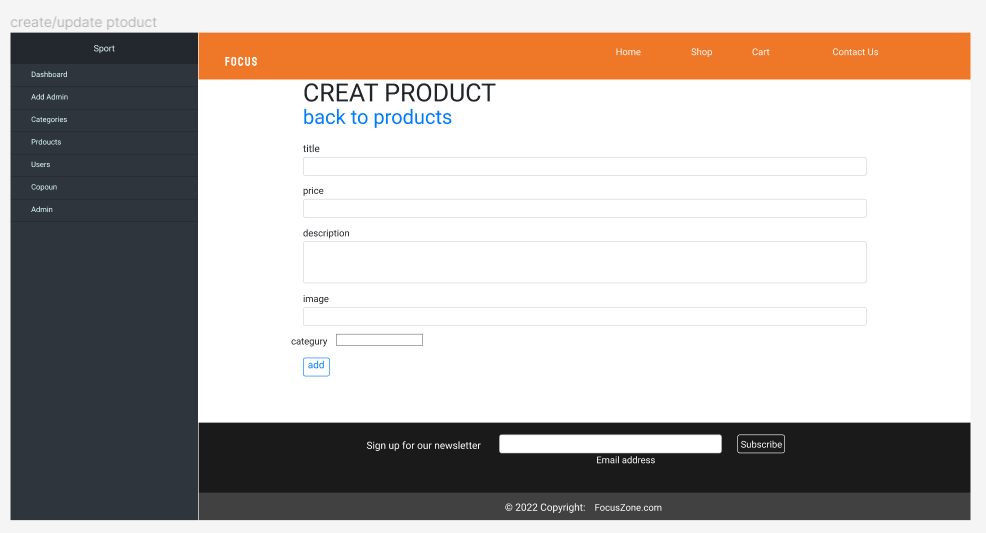 create/update ptoduct
Sport
Dashboard
Add Admin
Categories
Prdoucts
Users
Copoun
Admin
FOCUS
Home Shop Cart Contact Us
CREAT PRODUCT
back to products
title
price
description
image
categury
add
Sign up for our newsletter
Email address
Subscribe
© 2022 Copyright: FocusZone.com